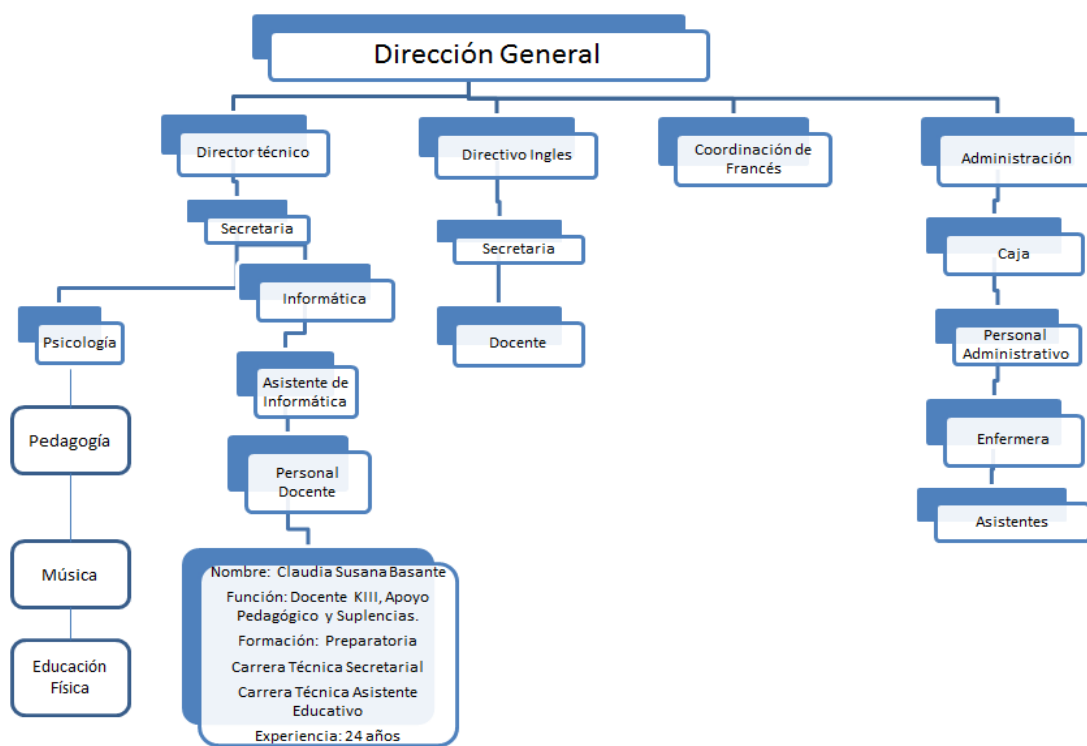 Dirección General
Director técnico
Directivo Ingles
Coordinación de
Francés
Administración
Secretaria
Secretaria
Caja
Informática
Psicología
Docente
Personal
Administrativo
Asistente de
Informática
Pedagogía
Enfermera
Personal
Docente
Asistentes
Música
Nombre: Claudia Susana Basante
Función: Docente KIII, Apoyo
Pedagógico y Suplencias.
Formación: Preparatoria
Carrera Técnica Secretarial
Carrera Técnica Asistente
Educativo
Experiencia: 24 años
Educación
Física